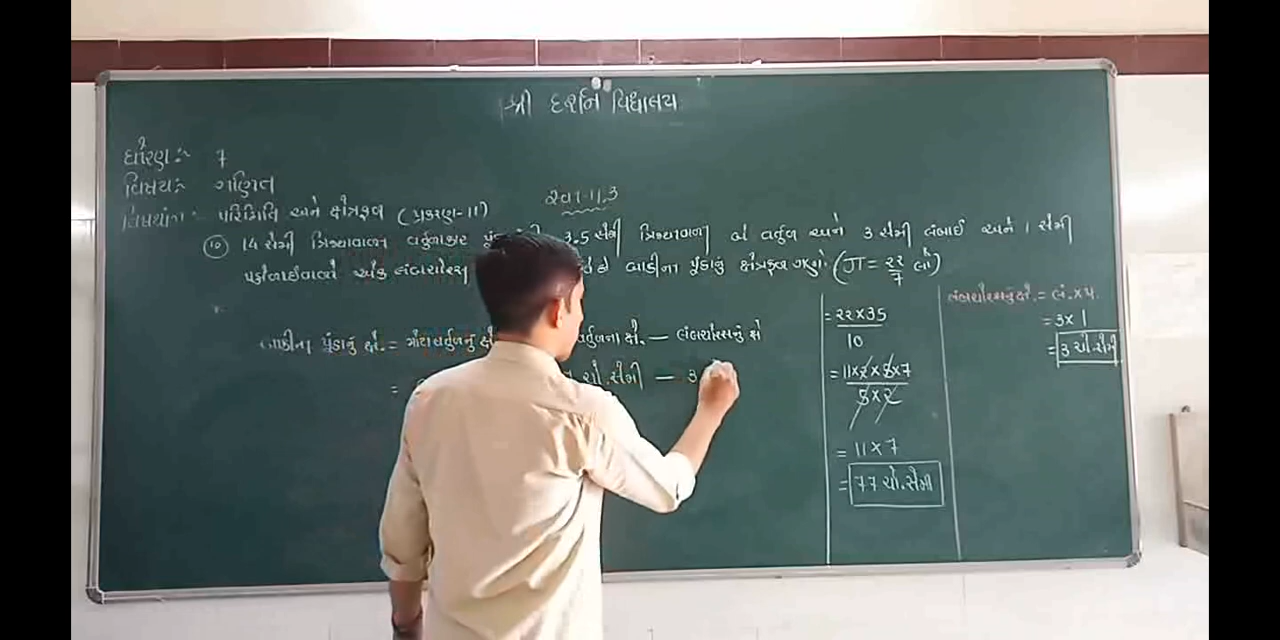 શ્રી દર્શન વિધાલય
ધોરણ :- 7
વિષય :- ગણિત
વિષયાંગ :- પરિમિતિ અને ક્ષેત્રફળ (પ્રકરણ-11)
સ્વા-11.3
(10) 14 સેમી ત્રિજ્યાવાળા વર્તુળાકાર 3.5 સેમી ત્રિજ્યાવાળા બે વર્તુળ અને 3 સેમી લંબાઈ અને 1 સેમી
પહોળાઈવાળો એક લંબચોરસ બાકીના પૂંઠાનું ક્ષેત્રફળ (π = 22/7 લો)
બાકીના પૂંઠાનું ક્ષે. = મોટા વર્તુળનું વર્તુળના ક્ષે. — લંબચોરસનું ક્ષે
= ચો.સેમી — 3
= 22 × 35
10
= 11 × 2 × 5 × 7
5 × 2
= 11 × 7
= 77 ચો.સેમી
લંબચોરસનું ક્ષે. = લં. × પ.
= 3 × 1
= 3 ચો.સેમી